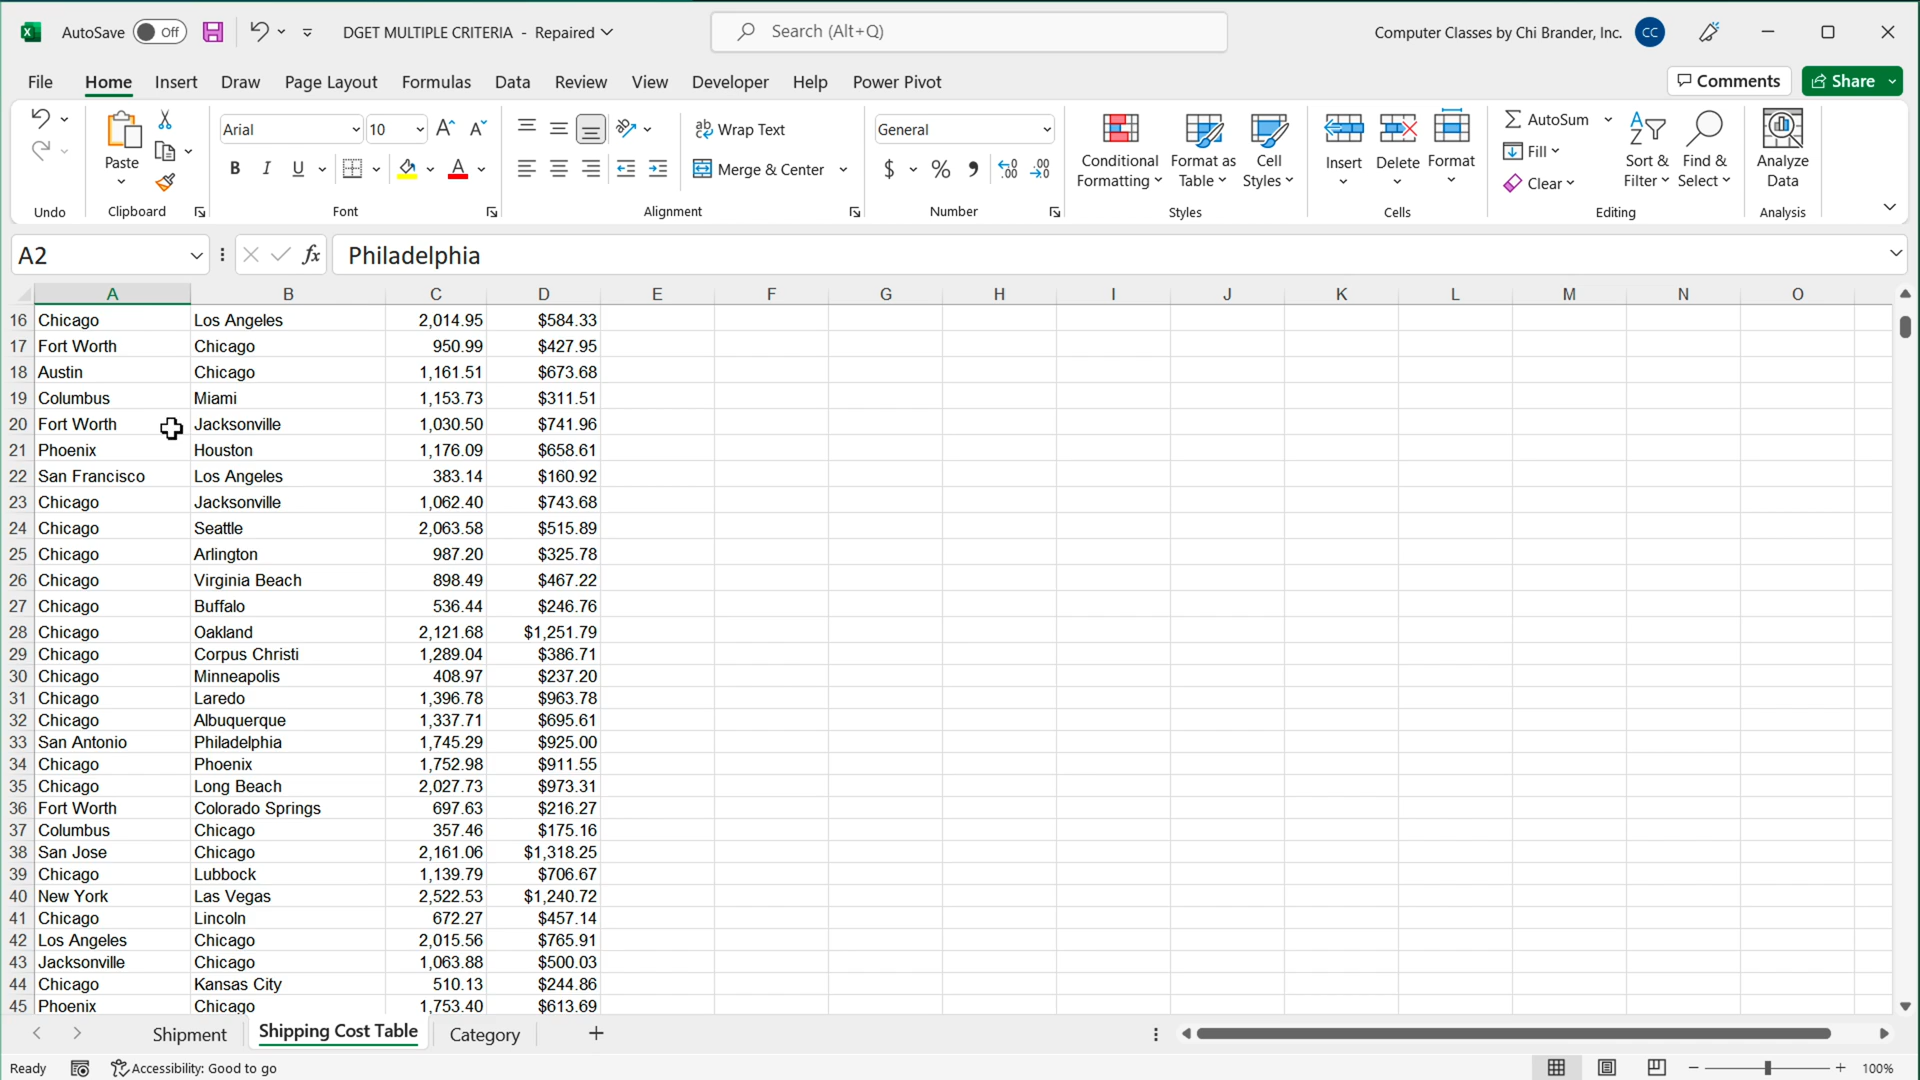 AutoSave Off DGET MULTIPLE CRITERIA - Repaired Search (Alt+Q) Computer Classes by Chi Brander, Inc. CC
File Home Insert Draw Page Layout Formulas Data Review View Developer Help Power Pivot Comments Share
Paste Arial 10 Wrap Text General Conditional Formatting Format as Table Cell Styles Insert Delete Format AutoSum Sort & Filter Find & Select Analyze Data
B I U A Merge & Center $ % Fill Clear
Undo Clipboard Font Alignment Number Styles Cells Editing Analysis
A2 fx Philadelphia
A B C D E F G H I J K L M N O
16 Chicago Los Angeles 2,014.95 $584.33
17 Fort Worth Chicago 950.99 $427.95
18 Austin Chicago 1,161.51 $673.68
19 Columbus Miami 1,153.73 $311.51
20 Fort Worth Jacksonville 1,030.50 $741.96
21 Phoenix Houston 1,176.09 $658.61
22 San Francisco Los Angeles 383.14 $160.92
23 Chicago Jacksonville 1,062.40 $743.68
24 Chicago Seattle 2,063.58 $515.89
25 Chicago Arlington 987.20 $325.78
26 Chicago Virginia Beach 898.49 $467.22
27 Chicago Buffalo 536.44 $246.76
28 Chicago Oakland 2,121.68 $1,251.79
29 Chicago Corpus Christi 1,289.04 $386.71
30 Chicago Minneapolis 408.97 $237.20
31 Chicago Laredo 1,396.78 $963.78
32 Chicago Albuquerque 1,337.71 $695.61
33 San Antonio Philadelphia 1,745.29 $925.00
34 Chicago Phoenix 1,752.98 $911.55
35 Chicago Long Beach 2,027.73 $973.31
36 Fort Worth Colorado Springs 697.63 $216.27
37 Columbus Chicago 357.46 $175.16
38 San Jose Chicago 2,161.06 $1,318.25
39 Chicago Lubbock 1,139.79 $706.67
40 New York Las Vegas 2,522.53 $1,240.72
41 Chicago Lincoln 672.27 $457.14
42 Los Angeles Chicago 2,015.56 $765.91
43 Jacksonville Chicago 1,063.88 $500.03
44 Chicago Kansas City 510.13 $244.86
45 Phoenix Chicago 1,753.40 $613.69
Shipment Shipping Cost Table Category
Ready Accessibility: Good to go 100%